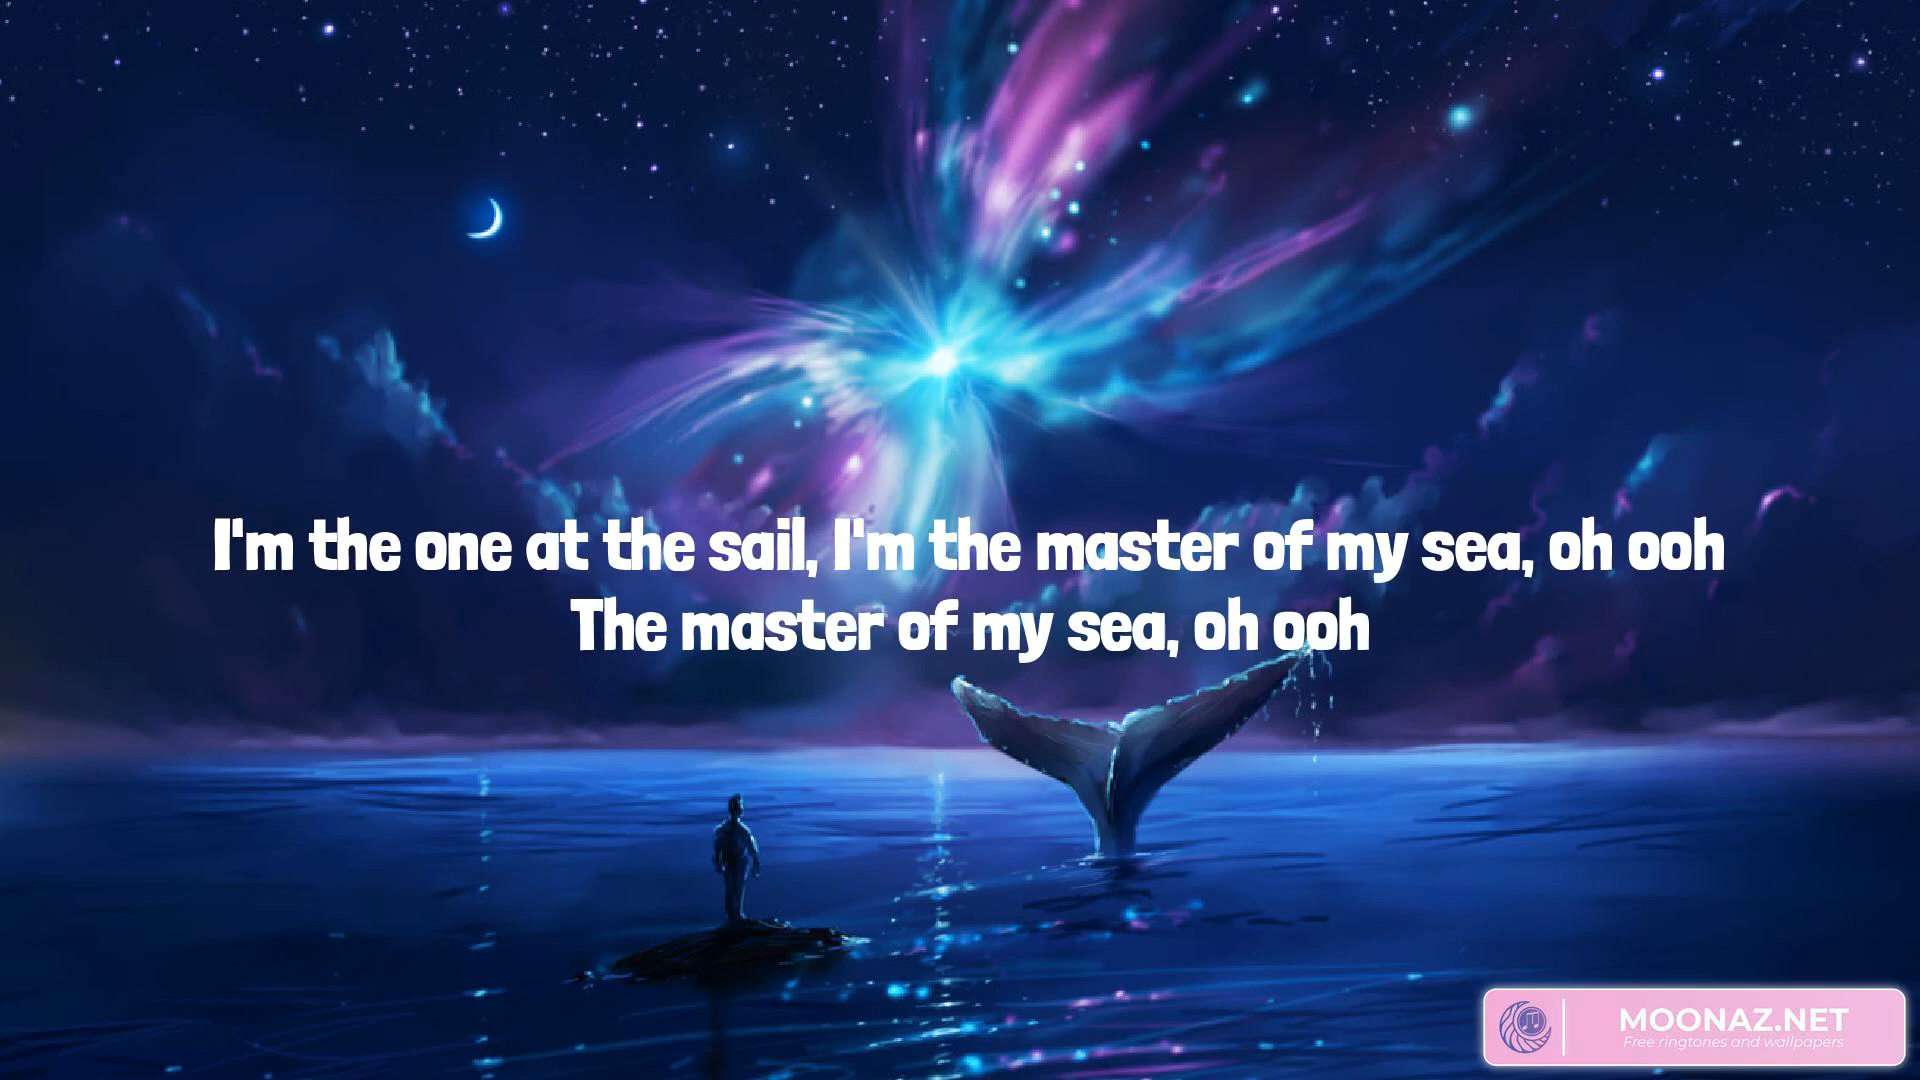 I'm the one at the sail, I'm the master of my sea, oh ooh
The master of my sea, oh ooh
MOONAZ.NET
Free ringtones and wallpapers